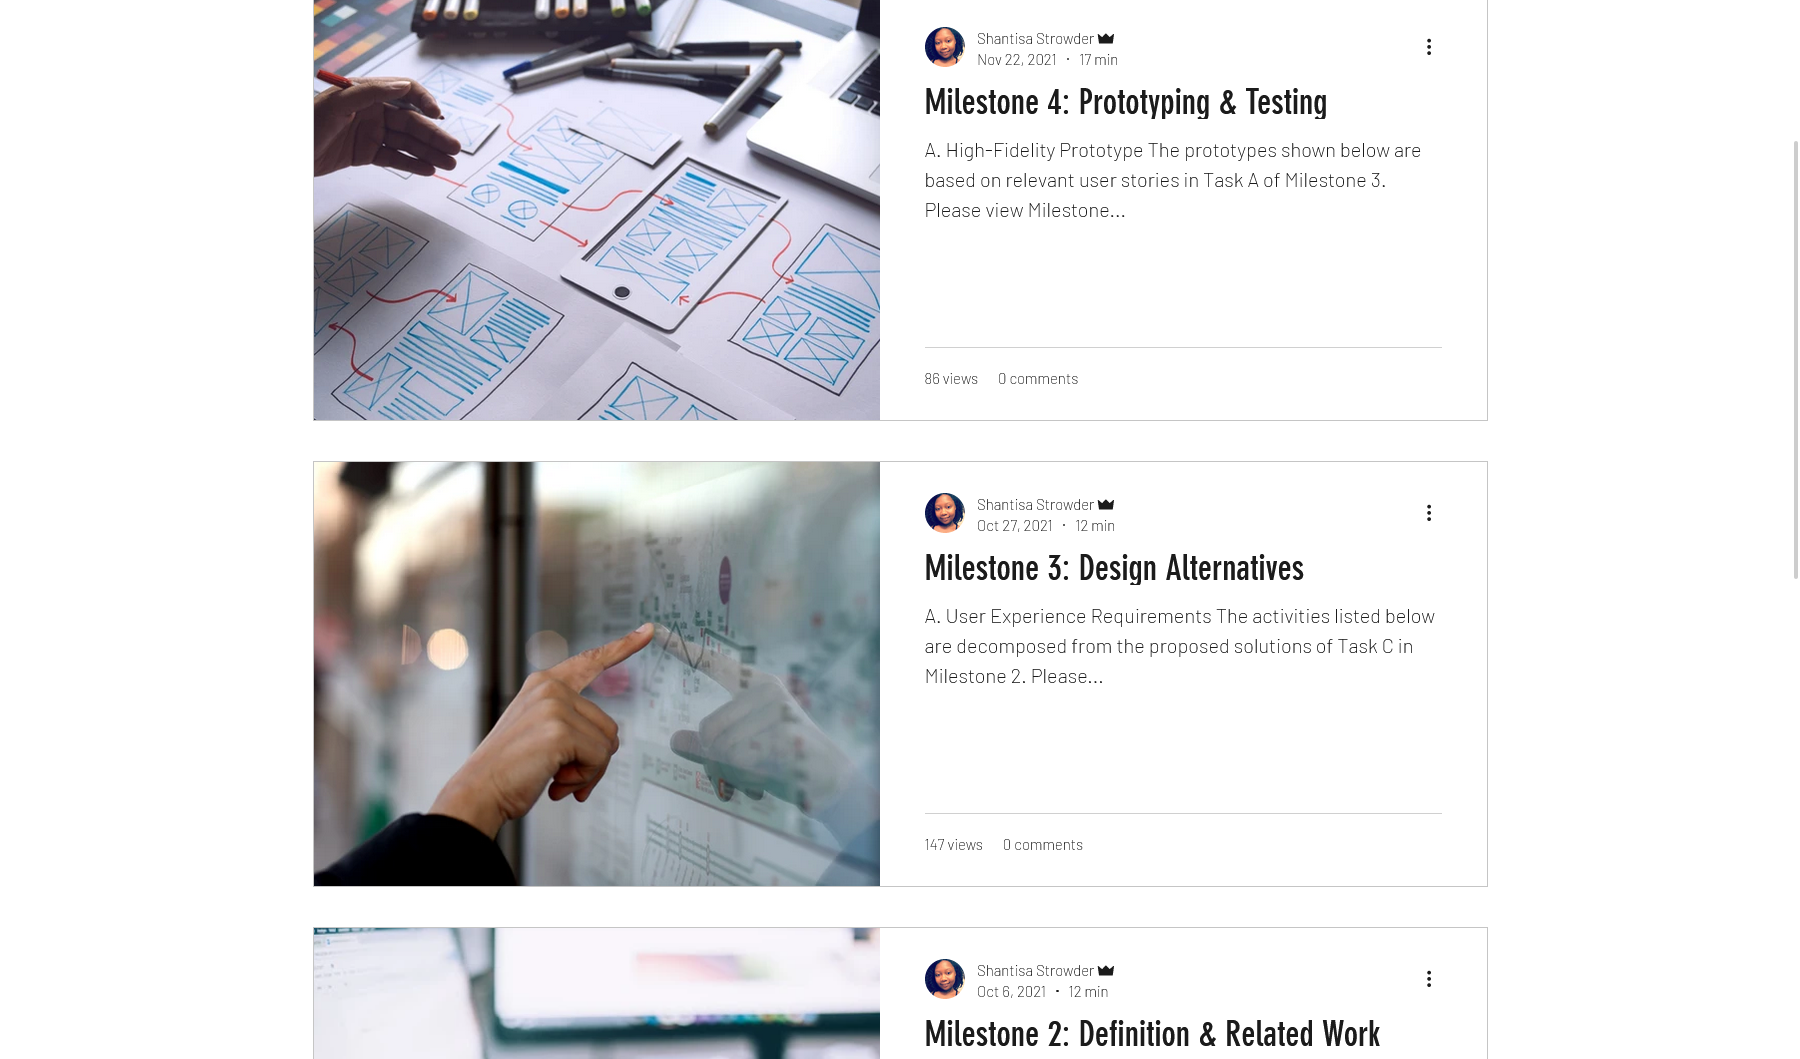 Shantisa Strowder
Nov 22, 2021 · 17 min
Milestone 4: Prototyping & Testing
A. High-Fidelity Prototype The prototypes shown below are
based on relevant user stories in Task A of Milestone 3.
Please view Milestone...
86 views 0 comments
Shantisa Strowder
Oct 27, 2021 · 12 min
Milestone 3: Design Alternatives
A. User Experience Requirements The activities listed below
are decomposed from the proposed solutions of Task C in
Milestone 2. Please...
147 views 0 comments
Shantisa Strowder
Oct 6, 2021 · 12 min
Milestone 2: Definition & Related Work